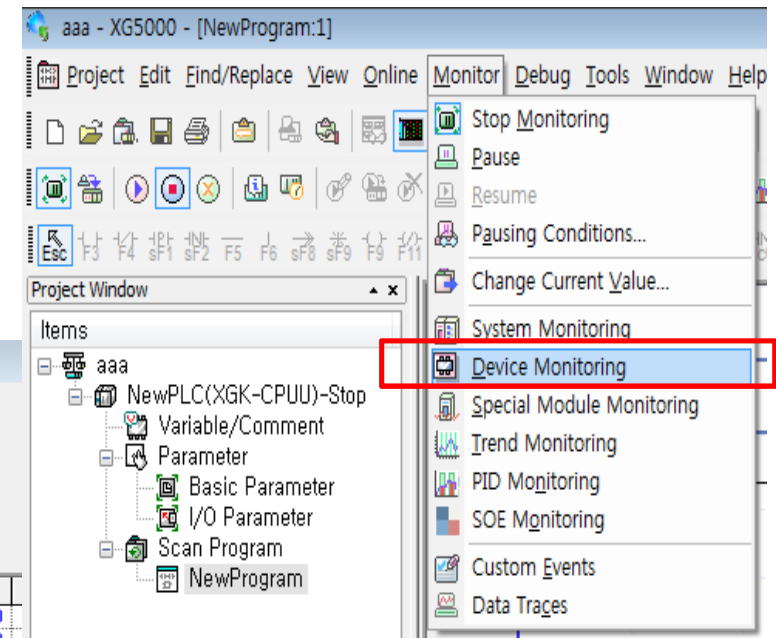 aaa - XG5000 - [NewProgram:1]
Project Edit Find/Replace View Online Monitor Debug Tools Window Help
Esc F3 F4 sF1 sF2 F5 F6 sF8 sF9 F9 F11
Stop Monitoring
Pause
Resume
Pausing Conditions...
Change Current Value...
System Monitoring
Device Monitoring
Special Module Monitoring
Trend Monitoring
PID Monitoring
SOE Monitoring
Custom Events
Data Traces
Project Window
Items
aaa
NewPLC(XGK-CPUU)-Stop
Variable/Comment
Parameter
Basic Parameter
I/O Parameter
Scan Program
NewProgram